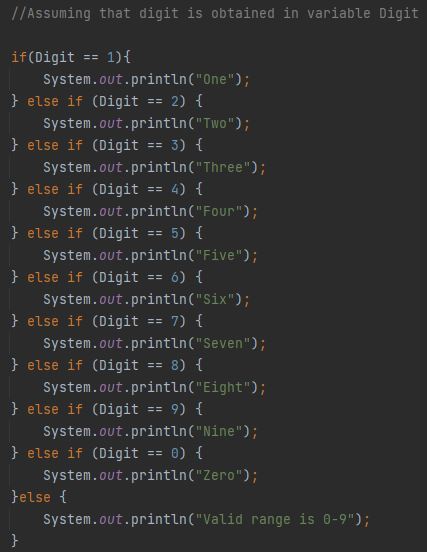 //Assuming that digit is obtained in variable Digit
if(Digit == 1){
System.out.println("One");
} else if (Digit == 2) {
System.out.println("Two");
} else if (Digit == 3) {
System.out.println("Three");
} else if (Digit == 4) {
System.out.println("Four");
} else if (Digit == 5) {
System.out.println("Five");
} else if (Digit == 6) {
System.out.println("Six");
} else if (Digit == 7) {
System.out.println("Seven");
} else if (Digit == 8) {
System.out.println("Eight");
} else if (Digit == 9) {
System.out.println("Nine");
} else if (Digit == 0) {
System.out.println("Zero");
}else {
System.out.println("Valid range is 0-9");
}